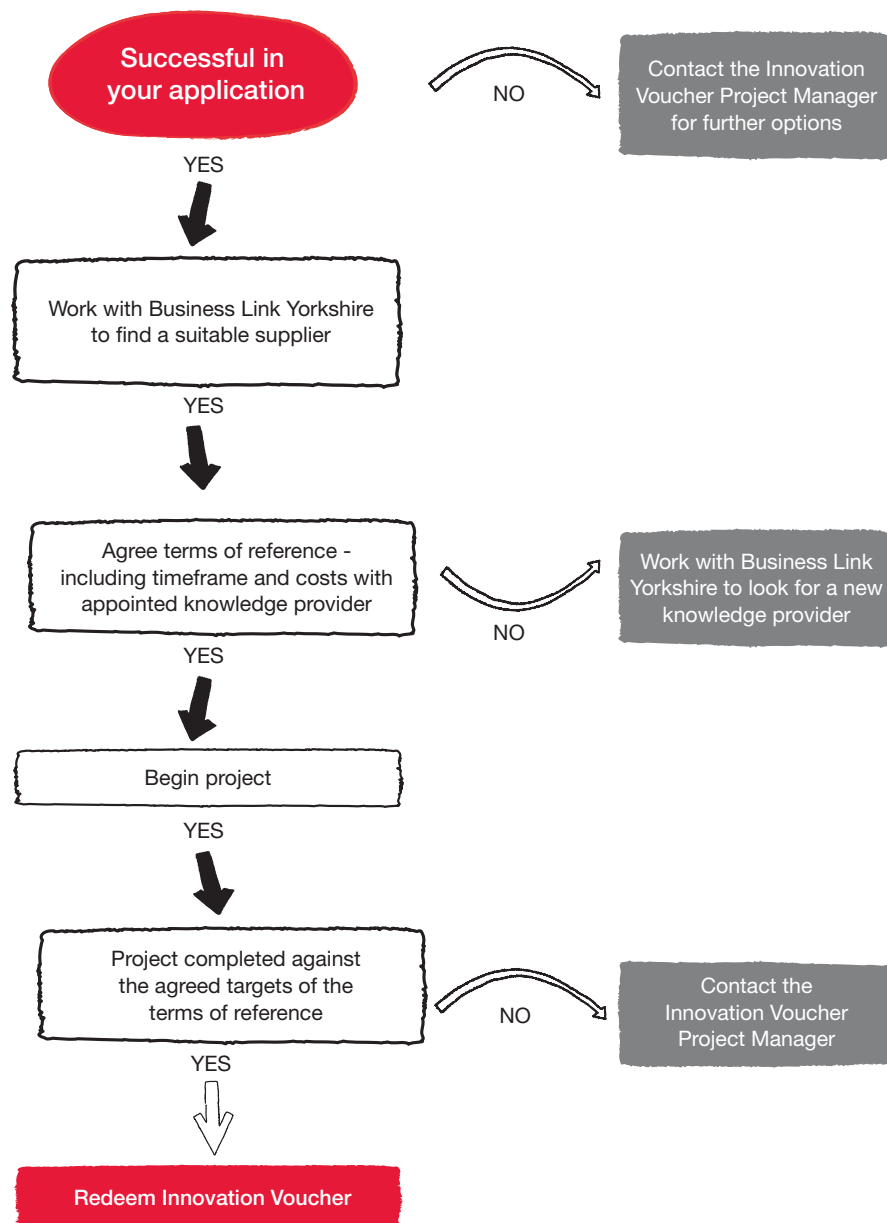 Successful in
your application
NO
Contact the Innovation
Voucher Project Manager
for further options
YES
Work with Business Link Yorkshire
to find a suitable supplier
YES
Agree terms of reference -
including timeframe and costs with
appointed knowledge provider
NO
Work with Business Link
Yorkshire to look for a new
knowledge provider
YES
Begin project
YES
Project completed against
the agreed targets of the
terms of reference
NO
Contact the
Innovation Voucher
Project Manager
YES
Redeem Innovation Voucher